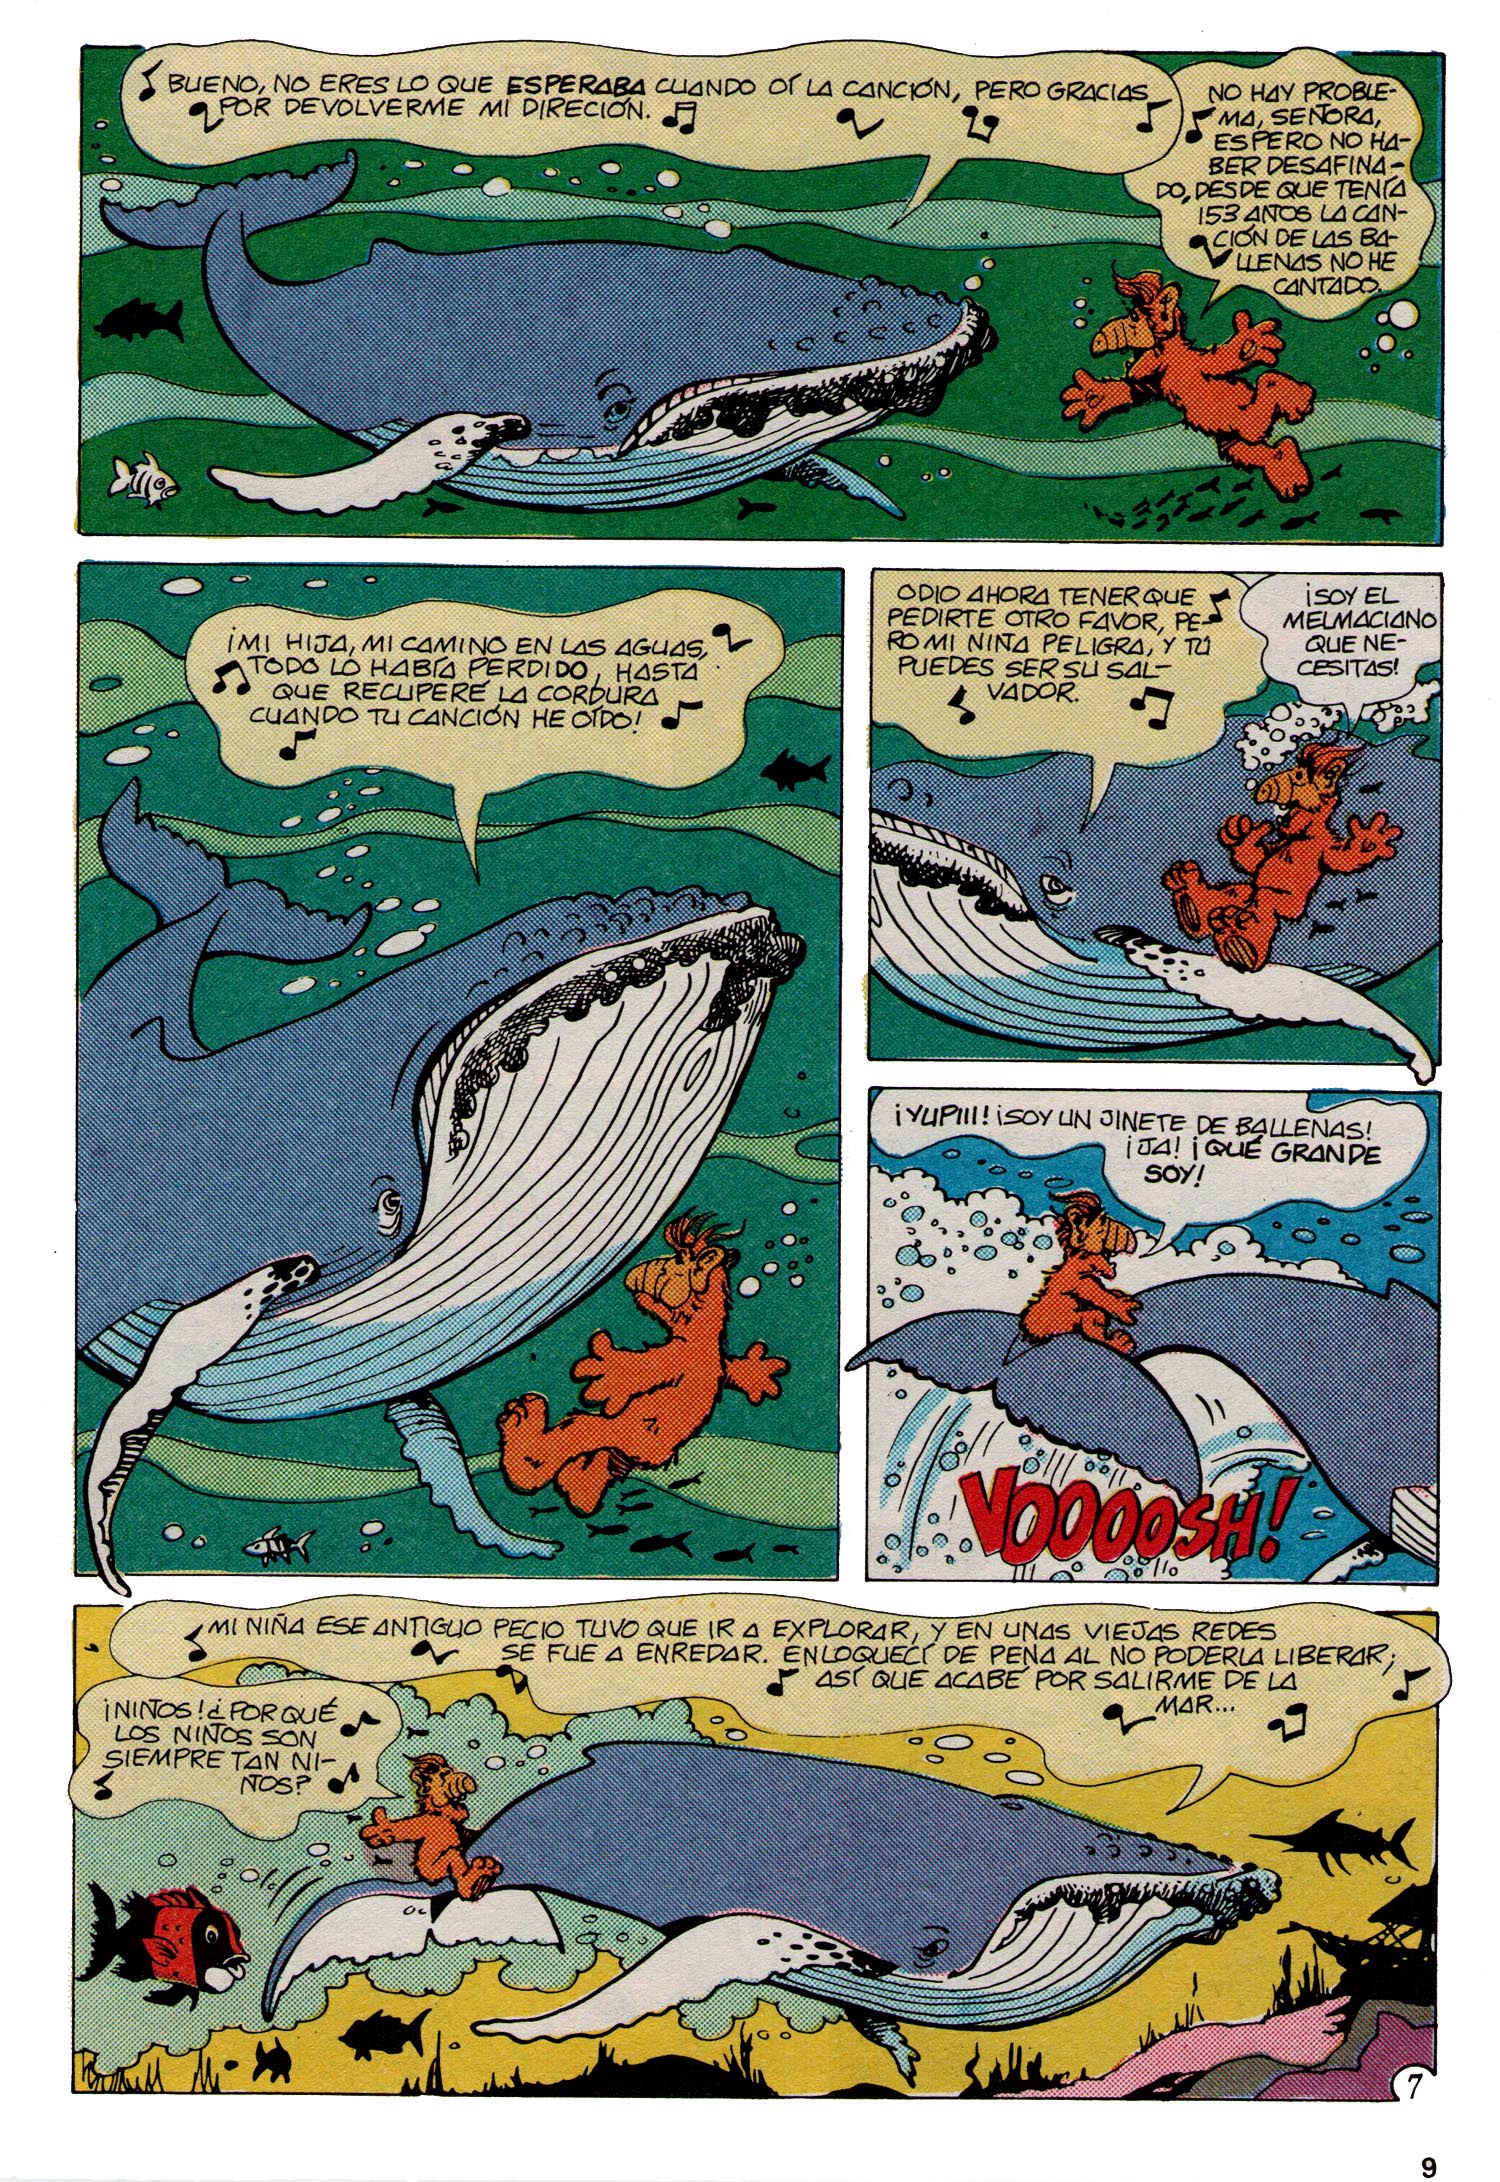 BUENO, NO ERES LO QUE ESPERABA CUANDO OÍ LA CANCIÓN, PERO GRACIAS
POR DEVOLVERME MI DIRECIÓN.
NO HAY PROBLE-
MA, SEÑORA,
ESPERO NO HA-
BER DESAFINA-
DO, DESDE QUE TENÍA
153 AÑOS LA CAN-
CIÓN DE LAS BA-
LLENAS NO HE
CANTADO.
¡MI HIJA, MI CAMINO EN LAS AGUAS,
TODO LO HABÍA PERDIDO, HASTA
QUE RECUPERÉ LA CORDURA
CUANDO TU CANCIÓN HE OÍDO!
ODIO AHORA TENER QUE
PEDIRTE OTRO FAVOR, PE-
RO MI NIÑA PELIGRA, Y TÚ
PUEDES SER SU SAL-
VADOR.
¡SOY EL
MELMACIANO
QUE NE-
CESITAS!
¡YUPIII! ¡SOY UN JINETE DE BALLENAS!
¡JA! ¡QUÉ GRANDE
SOY!
VOOOOSH!
MI NIÑA ESE ANTIGUO PECIO TUVO QUE IR A EXPLORAR, Y EN UNAS VIEJAS REDES
SE FUE A ENREDAR. ENLOQUECÍ DE PENA AL NO PODERLA LIBERAR;
ASÍ QUE ACABÉ POR SALIRME DE LA
MAR...
¡NIÑOS! ¿POR QUÉ
LOS NIÑOS SON
SIEMPRE TAN NI-
ÑOS?
7
9